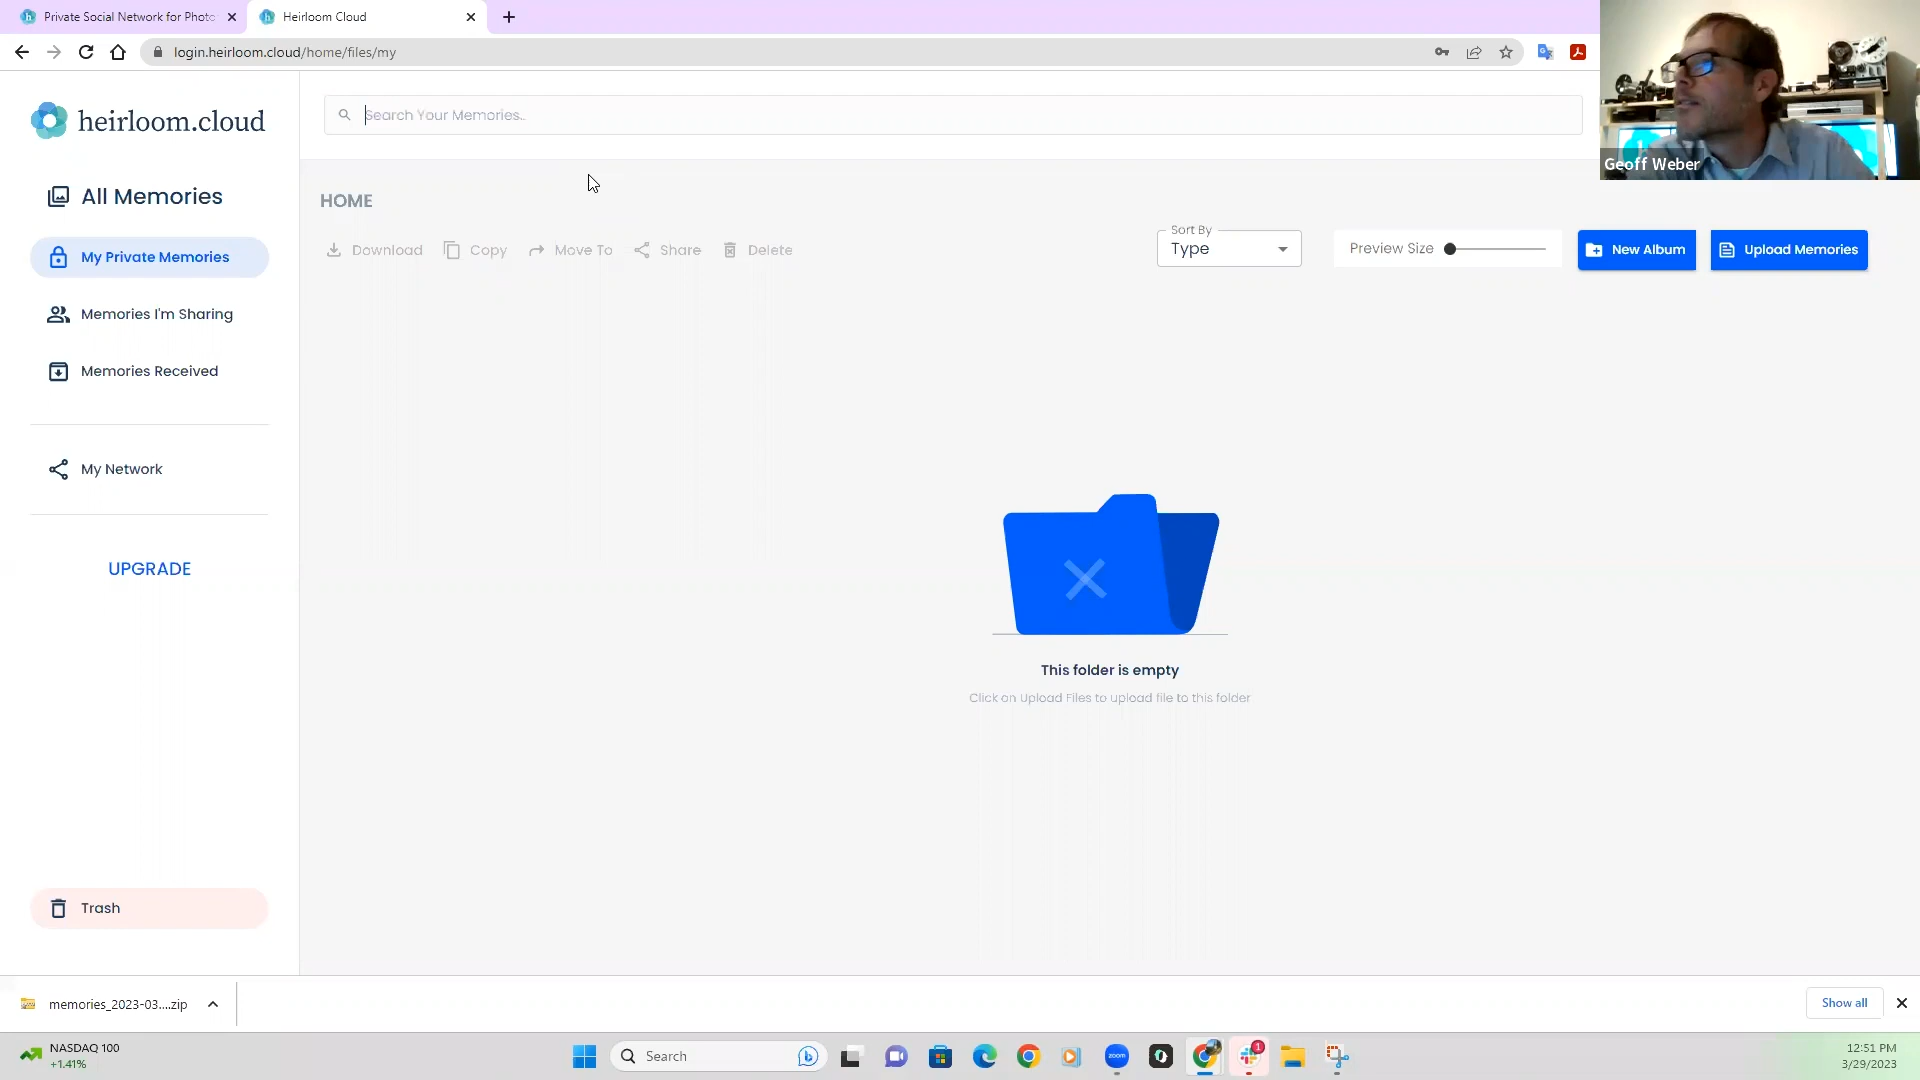 Private Social Network for Photo
Heirloom Cloud
login.heirloom.cloud/home/files/my
Geoff Weber
heirloom.cloud
Search Your Memories..
All Memories
HOME
My Private Memories
Download
Copy
Move To
Share
Delete
Sort By
Type
Preview Size
New Album
Upload Memories
Memories I'm Sharing
Memories Received
My Network
UPGRADE
This folder is empty
Click on Upload Files to upload file to this folder
Trash
memories_2023-03....zip
Show all
NASDAQ 100
+1.41%
Search
zoom
1
12:51 PM
3/29/2023